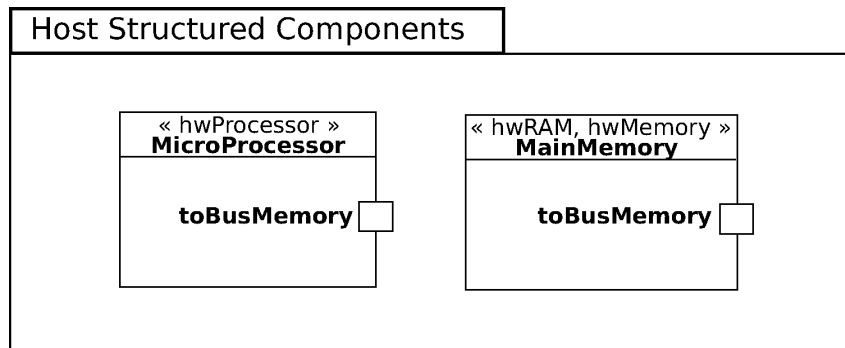 Host Structured Components
« hwProcessor »
MicroProcessor
toBusMemory
« hwRAM, hwMemory »
MainMemory
toBusMemory